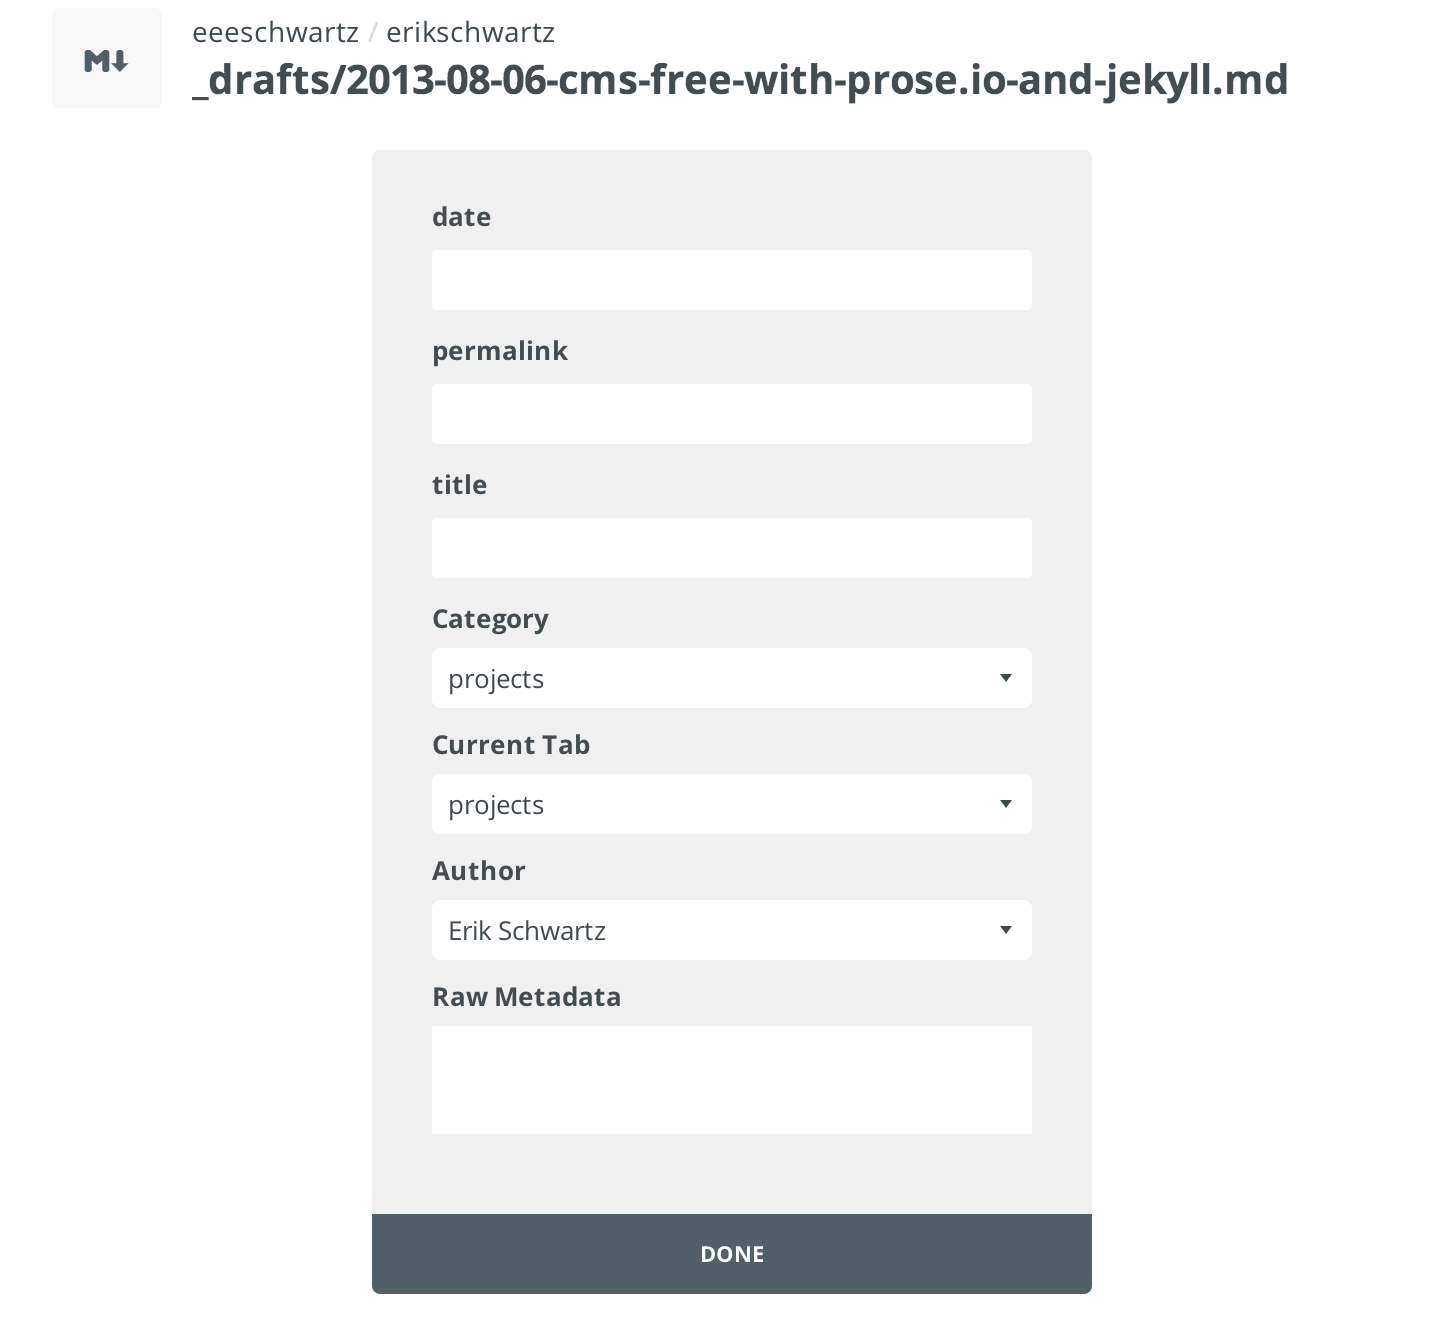 M
eeeschwartz / erikschwartz
_drafts/2013-08-06-cms-free-with-prose.io-and-jekyll.md
date
permalink
title
Category
projects
Current Tab
projects
Author
Erik Schwartz
Raw Metadata
DONE